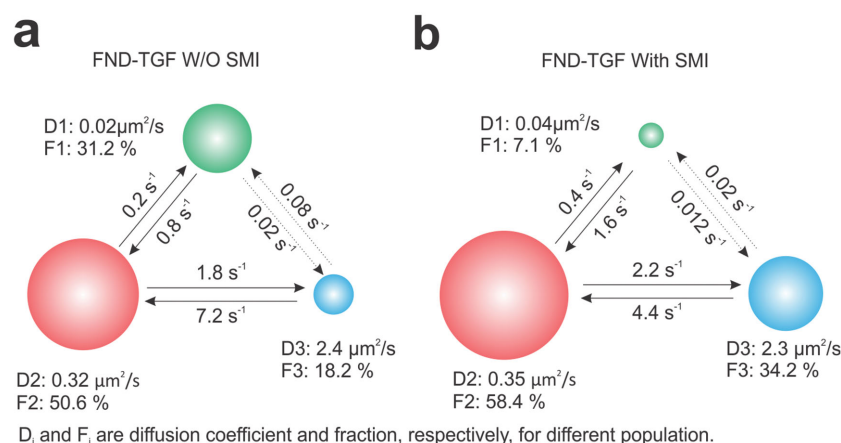 a
FND-TGF W/O SMI
D1: 0.02μm²/s
F1: 31.2 %
0.2 s⁻¹
0.8 s⁻¹
0.08 s⁻¹
0.02 s⁻¹
1.8 s⁻¹
7.2 s⁻¹
D2: 0.32 μm²/s
F2: 50.6 %
D3: 2.4 μm²/s
F3: 18.2 %
b
FND-TGF With SMI
D1: 0.04μm²/s
F1: 7.1 %
0.4 s⁻¹
1.6 s⁻¹
0.02 s⁻¹
0.012 s⁻¹
2.2 s⁻¹
4.4 s⁻¹
D2: 0.35 μm²/s
F2: 58.4 %
D3: 2.3 μm²/s
F3: 34.2 %
Dᵢ and Fᵢ are diffusion coefficient and fraction, respectively, for different population.